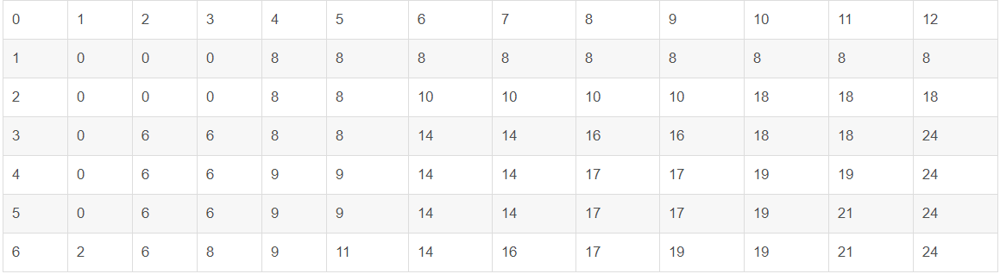 0 1 2 3 4 5 6 7 8 9 10 11 12
1 0 0 0 8 8 8 8 8 8 8 8 8
2 0 0 0 8 8 10 10 10 10 18 18 18
3 0 6 6 8 8 14 14 16 16 18 18 24
4 0 6 6 9 9 14 14 17 17 19 19 24
5 0 6 6 9 9 14 14 17 17 19 21 24
6 2 6 8 9 11 14 16 17 19 19 21 24